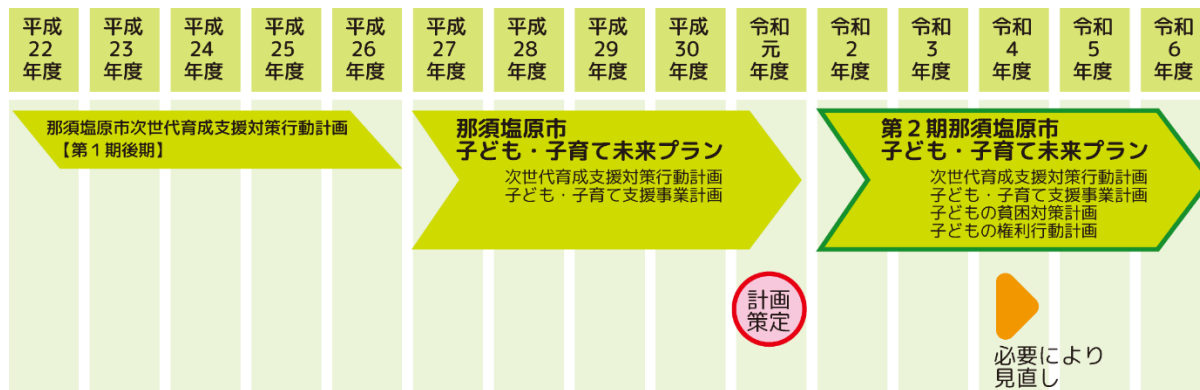 平成
22
年度
平成
23
年度
平成
24
年度
平成
25
年度
平成
26
年度
平成
27
年度
平成
28
年度
平成
29
年度
平成
30
年度
令和
元
年度
令和
2
年度
令和
3
年度
令和
4
年度
令和
5
年度
令和
6
年度
那須塩原市次世代育成支援対策行動計画
【第1期後期】
那須塩原市
子ども・子育て未来プラン
次世代育成支援対策行動計画
子ども・子育て支援事業計画
第2期那須塩原市
子ども・子育て未来プラン
次世代育成支援対策行動計画
子ども・子育て支援事業計画
子どもの貧困対策計画
子どもの権利行動計画
計画
策定
必要により
見直し